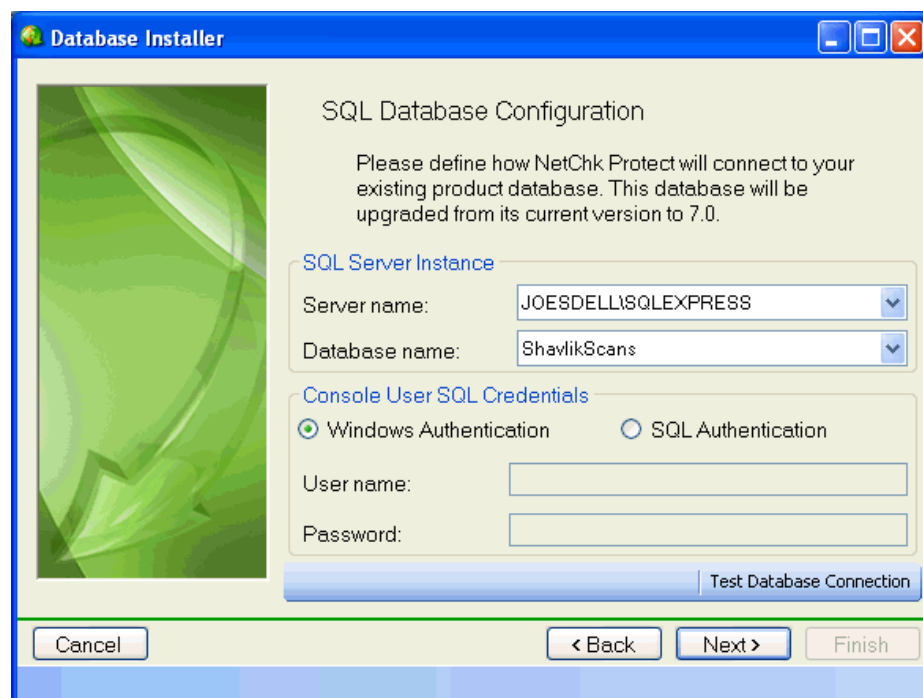 Database Installer
SQL Database Configuration
Please define how NetChk Protect will connect to your
existing product database. This database will be
upgraded from its current version to 7.0.
SQL Server Instance
Server name:
JOESDELL\SQLEXPRESS
Database name:
ShavlikScans
Console User SQL Credentials
Windows Authentication
SQL Authentication
User name:
Password:
Test Database Connection
Cancel
< Back
Next >
Finish